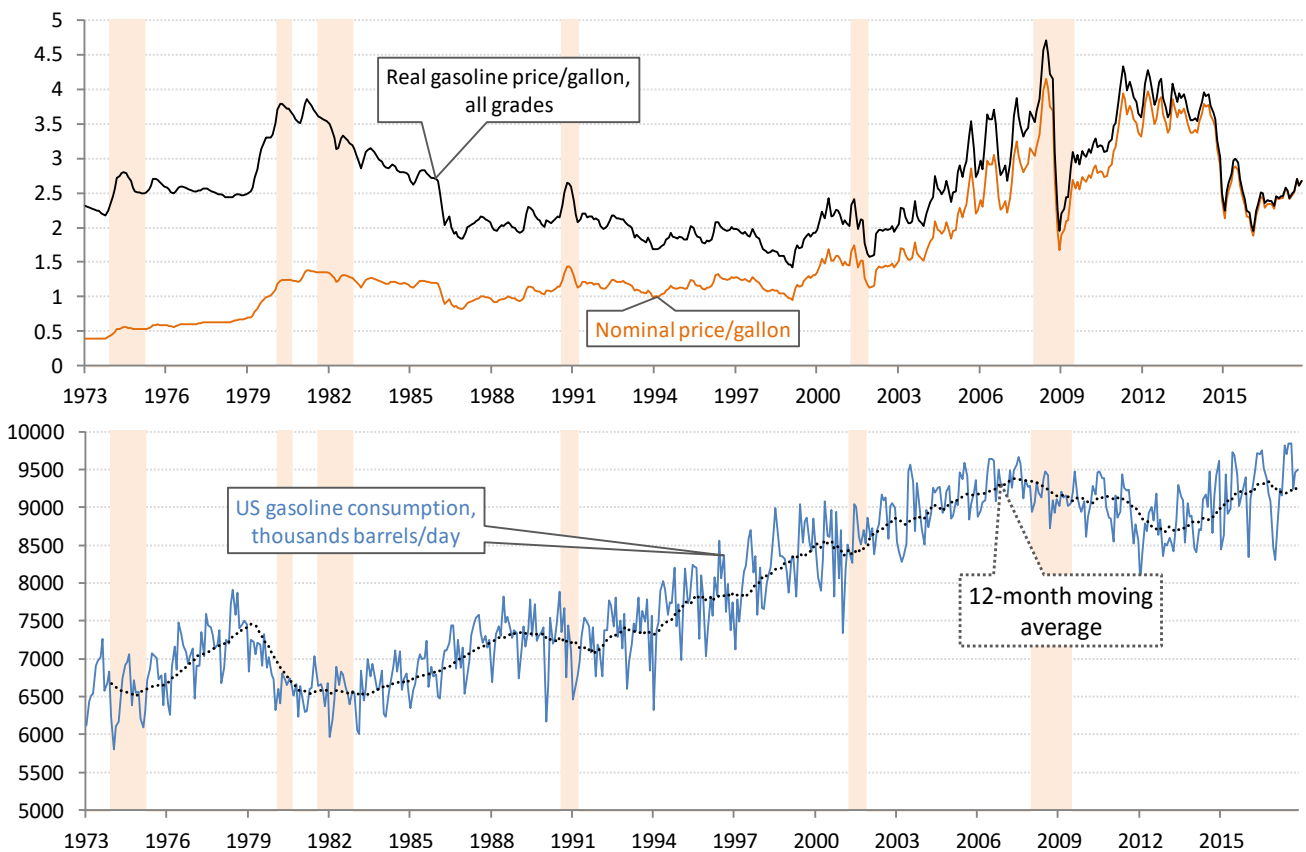 5
4.5
4
3.5
3
2.5
2
1.5
1
0.5
0
Real gasoline price/gallon,
all grades
Nominal price/gallon
1973 1976 1979 1982 1985 1988 1991 1994 1997 2000 2003 2006 2009 2012 2015
10000
9500
9000
8500
8000
7500
7000
6500
6000
5500
5000
US gasoline consumption,
thousands barrels/day
12-month moving
average
1973 1976 1979 1982 1985 1988 1991 1994 1997 2000 2003 2006 2009 2012 2015